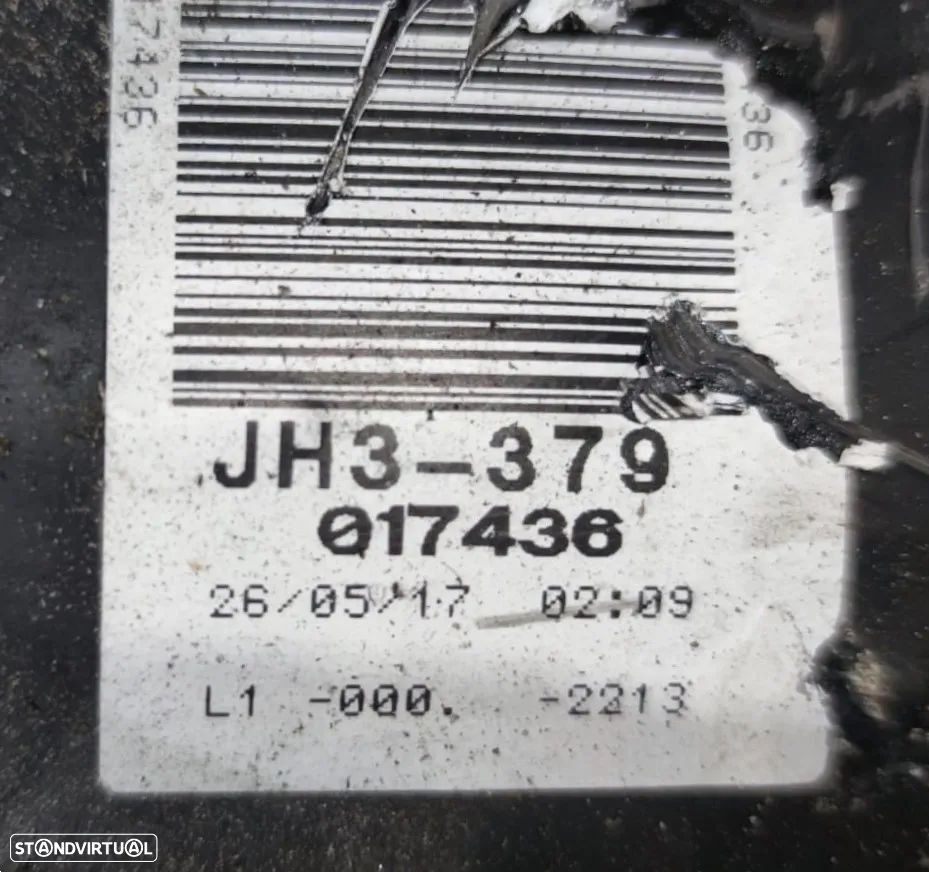 17436
36
JH3-379
017436
26/05/17 02:09
L1 -000. -2213
STANDVIRTUAL